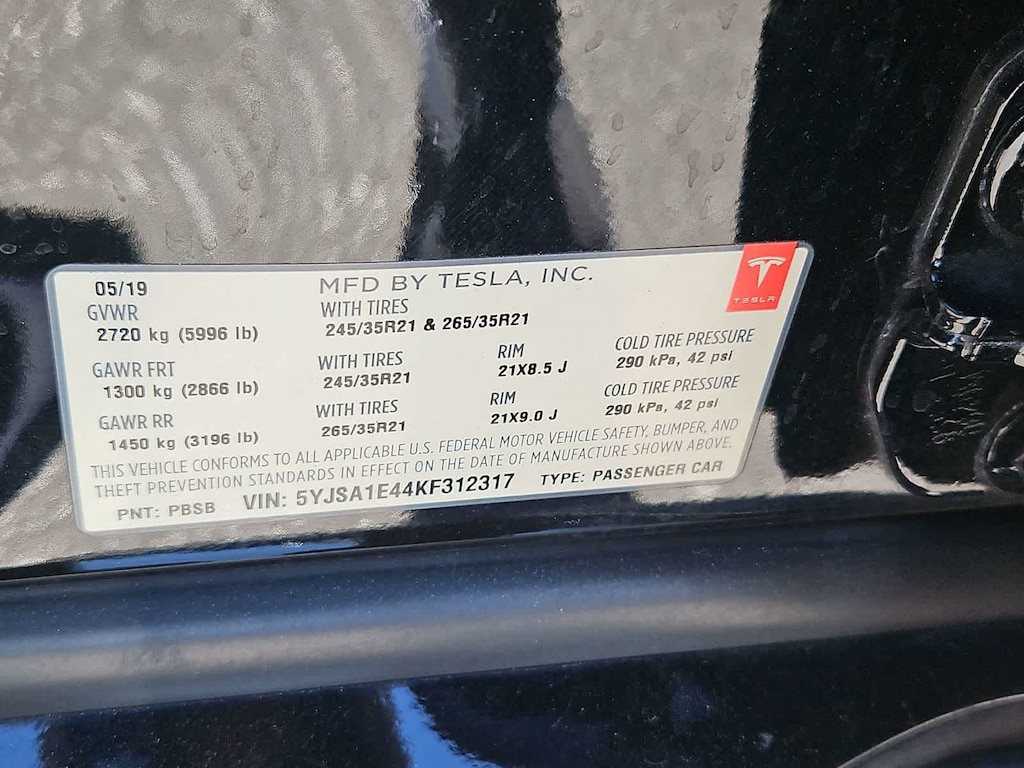 05/19 MFD BY TESLA, INC.
TESLA
GVWR WITH TIRES
2720 kg (5996 lb) 245/35R21 & 265/35R21
GAWR FRT WITH TIRES RIM COLD TIRE PRESSURE
1300 kg (2866 lb) 245/35R21 21X8.5 J 290 kPa, 42 psi
GAWR RR WITH TIRES RIM COLD TIRE PRESSURE
1450 kg (3196 lb) 265/35R21 21X9.0 J 290 kPa, 42 psi
THIS VEHICLE CONFORMS TO ALL APPLICABLE U.S. FEDERAL MOTOR VEHICLE SAFETY, BUMPER, AND
THEFT PREVENTION STANDARDS IN EFFECT ON THE DATE OF MANUFACTURE SHOWN ABOVE.
PNT: PBSB VIN: 5YJSA1E44KF312317 TYPE: PASSENGER CAR